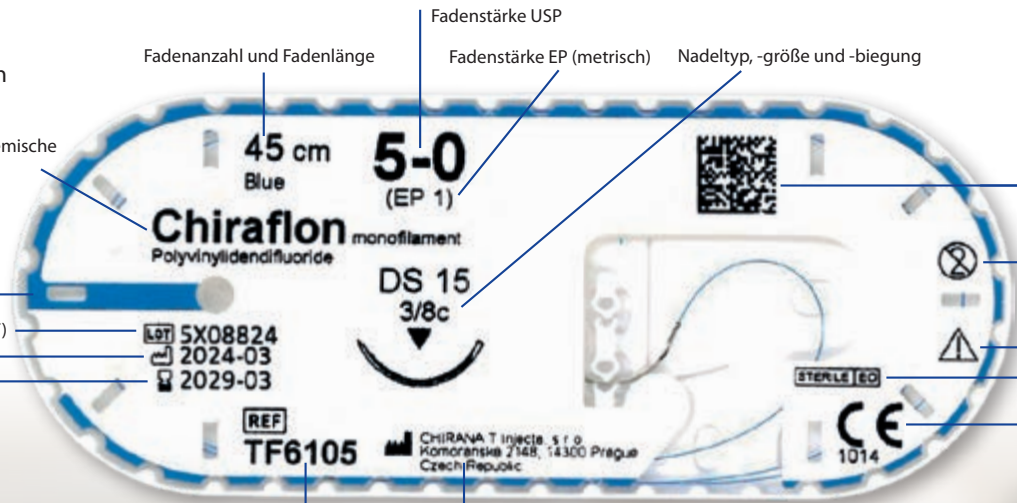 Fadenstärke USP
Fadenanzahl und Fadenlänge
Fadenstärke EP (metrisch)
Nadeltyp, -größe und -biegung
45 cm
Blue
5-0
(EP 1)
Chiraflon monofilament
Polyvinylidendifluoride
DS 15
3/8c
LOT 5X08824
2024-03
2029-03
STERILE EO
REF
TF6105
CHIRANA T Injecta, s r o
Komoranska 2148, 14300 Prague
Czech Republic
CE
1014